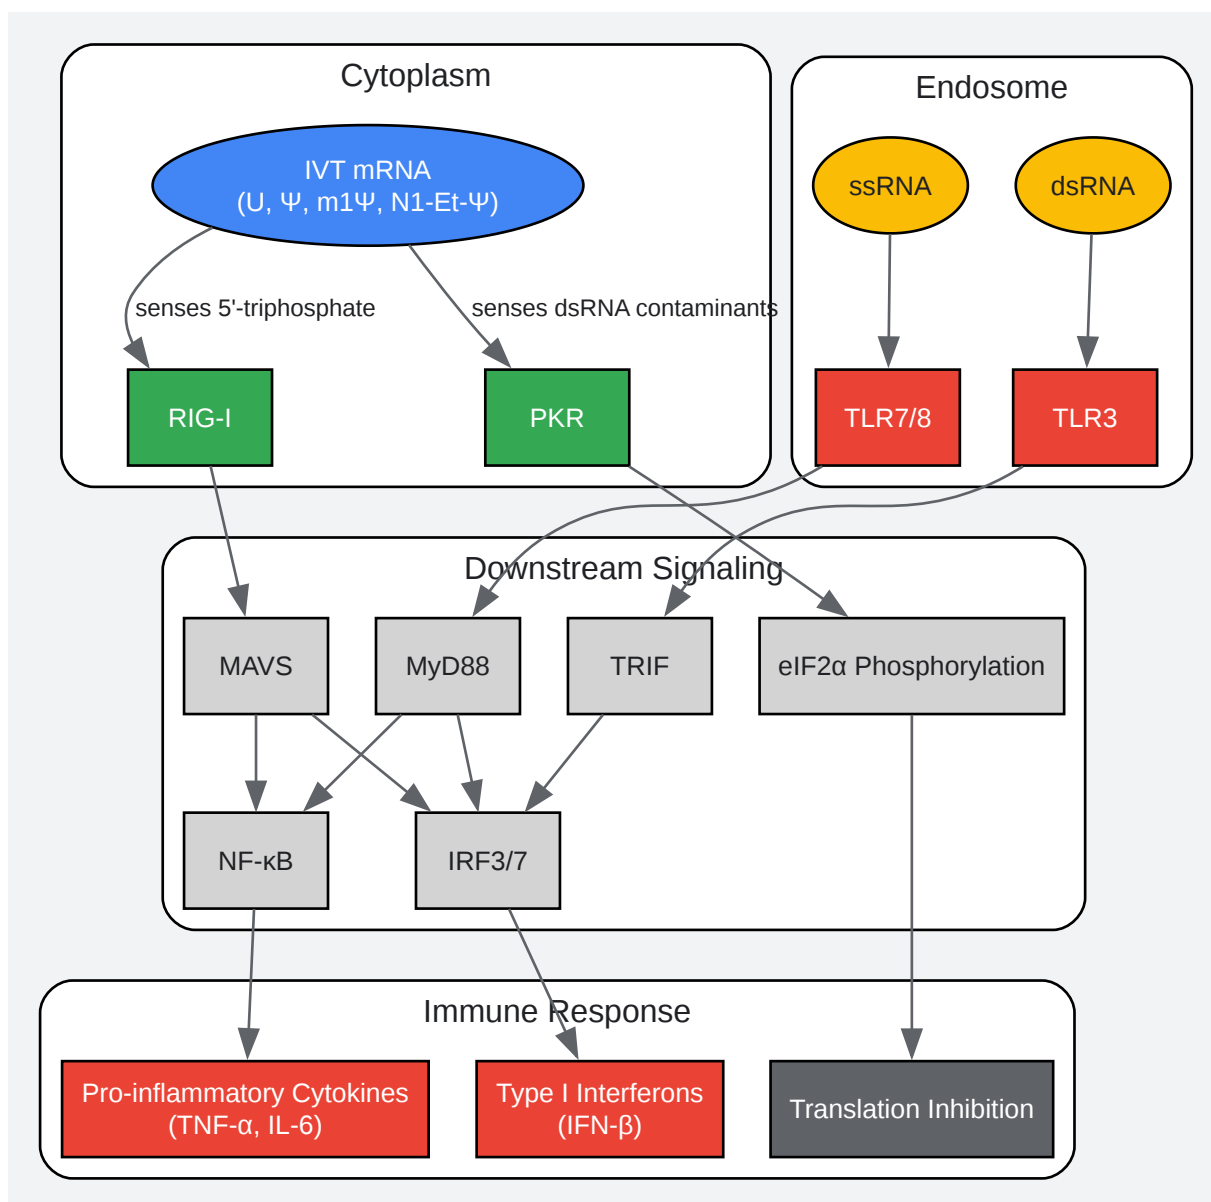 Cytoplasm
Endosome
IVT mRNA
(U, Ψ, m1Ψ, N1-Et-Ψ)
ssRNA
dsRNA
senses 5'-triphosphate
senses dsRNA contaminants
RIG-I
PKR
TLR7/8
TLR3
Downstream Signaling
MAVS
MyD88
TRIF
eIF2α Phosphorylation
NF-κB
IRF3/7
Immune Response
Pro-inflammatory Cytokines
(TNF-α, IL-6)
Type I Interferons
(IFN-β)
Translation Inhibition